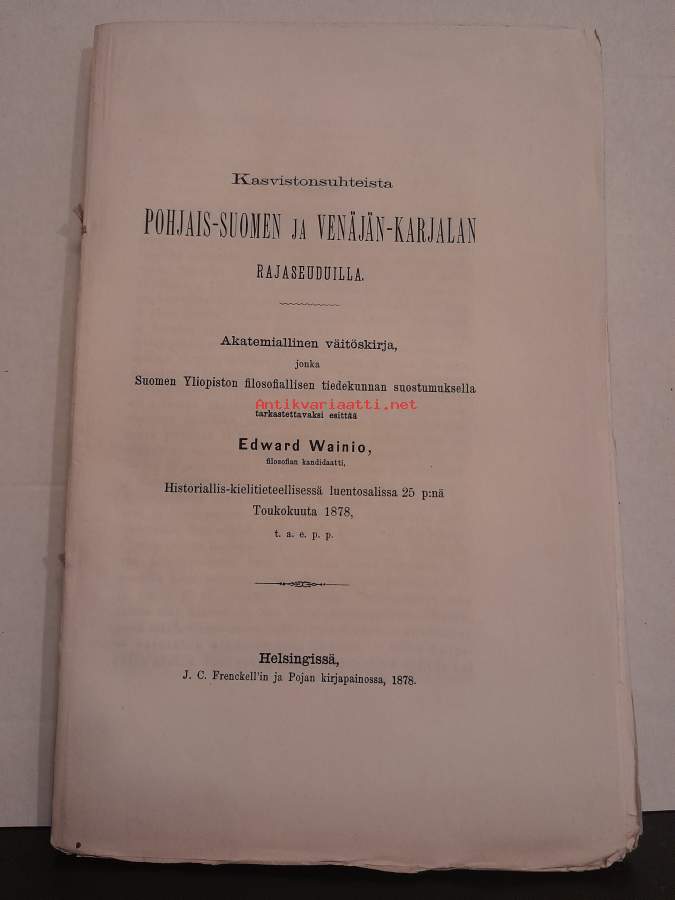 Kasvistonsuhteista
POHJAIS-SUOMEN JA VENÄJÄN-KARJALAN
RAJASEUDUILLA.
Akatemiallinen väitöskirja,
jonka
Suomen Yliopiston filosofiallisen tiedekunnan suostumuksella
Antikvariaatti.net
tarkastettavaksi esittää
Edward Wainio,
filosofian kandidaatti,
Historiallis-kielitieteellisessä luentosalissa 25 p:nä
Toukokuuta 1878,
t. a. e. p. p.
Helsingissä,
J. C. Frenckell'in ja Pojan kirjapainossa, 1878.